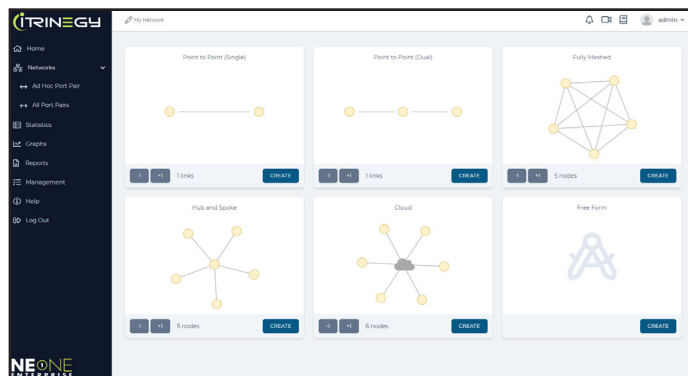 iTRINEGY
My Network
admin
Home
Networks
Ad Hoc Port Pair
All Port Pairs
Statistics
Graphs
Reports
Management
Help
Log Out
Point to Point (Single)
-1 +1 1 links CREATE
Point to Point (Dual)
-1 +1 1 links CREATE
Fully Meshed
-1 +1 5 nodes CREATE
Hub and Spoke
-1 +1 5 nodes CREATE
Cloud
-1 +1 6 nodes CREATE
Free Form
CREATE
NE1ONE
ENTERPRISE